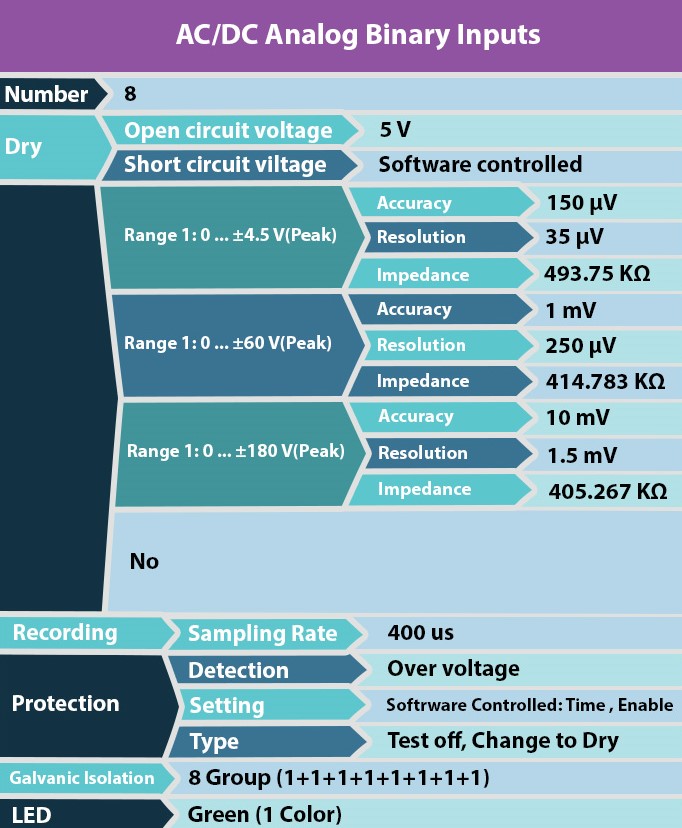 AC/DC Analog Binary Inputs
Number 8
Dry
Open circuit voltage 5 V
Short circuit viltage Software controlled
Range 1: 0 ... ±4.5 V(Peak)
Accuracy 150 µV
Resolution 35 µV
Impedance 493.75 KΩ
Range 1: 0 ... ±60 V(Peak)
Accuracy 1 mV
Resolution 250 µV
Impedance 414.783 KΩ
Range 1: 0 ... ±180 V(Peak)
Accuracy 10 mV
Resolution 1.5 mV
Impedance 405.267 KΩ
No
Recording Sampling Rate 400 us
Protection
Detection Over voltage
Setting Softrware Controlled: Time , Enable
Type Test off, Change to Dry
Galvanic Isolation 8 Group (1+1+1+1+1+1+1+1)
LED Green (1 Color)